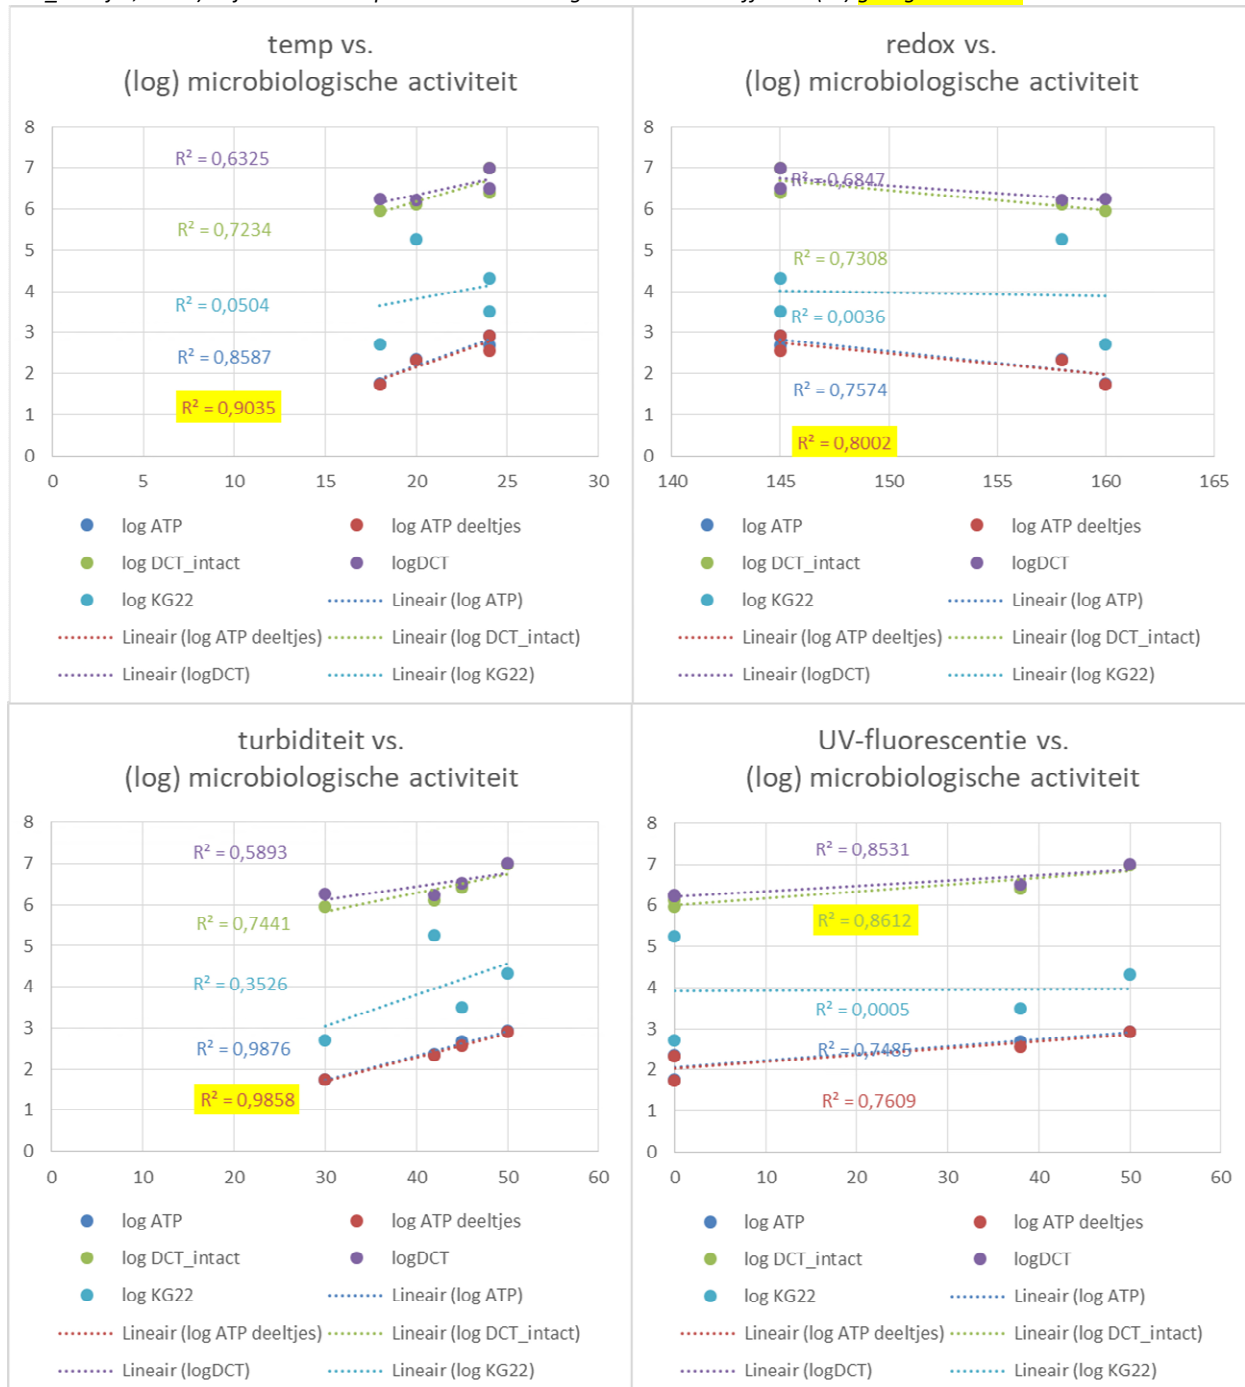 temp vs.
(log) microbiologische activiteit
8
7
6
5
4
3
2
1
0
R² = 0,6325
R² = 0,7234
R² = 0,0504
R² = 0,8587
R² = 0,9035
0 5 10 15 20 25 30
log ATP log ATP deeltjes
log DCT_intact logDCT
log KG22 Lineair (log ATP)
Lineair (log ATP deeltjes) Lineair (log DCT_intact)
Lineair (logDCT) Lineair (log KG22)
redox vs.
(log) microbiologische activiteit
8
7
6
5
4
3
2
1
0
R² = 0,6847
R² = 0,7308
R² = 0,0036
R² = 0,7574
R² = 0,8002
140 145 150 155 160 165
log ATP log ATP deeltjes
log DCT_intact logDCT
log KG22 Lineair (log ATP)
Lineair (log ATP deeltjes) Lineair (log DCT_intact)
Lineair (logDCT) Lineair (log KG22)
turbiditeit vs.
(log) microbiologische activiteit
8
7
6
5
4
3
2
1
0
R² = 0,5893
R² = 0,7441
R² = 0,3526
R² = 0,9876
R² = 0,9858
0 10 20 30 40 50 60
log ATP log ATP deeltjes
log DCT_intact logDCT
log KG22 Lineair (log ATP)
Lineair (log ATP deeltjes) Lineair (log DCT_intact)
Lineair (logDCT) Lineair (log KG22)
UV-fluorescentie vs.
(log) microbiologische activiteit
8
7
6
5
4
3
2
1
0
R² = 0,8531
R² = 0,8612
R² = 0,0005
R² = 0,7485
R² = 0,7609
0 10 20 30 40 50 60
log ATP log ATP deeltjes
log DCT_intact logDCT
log KG22 Lineair (log ATP)
Lineair (log ATP deeltjes) Lineair (log DCT_intact)
Lineair (logDCT) Lineair (log KG22)